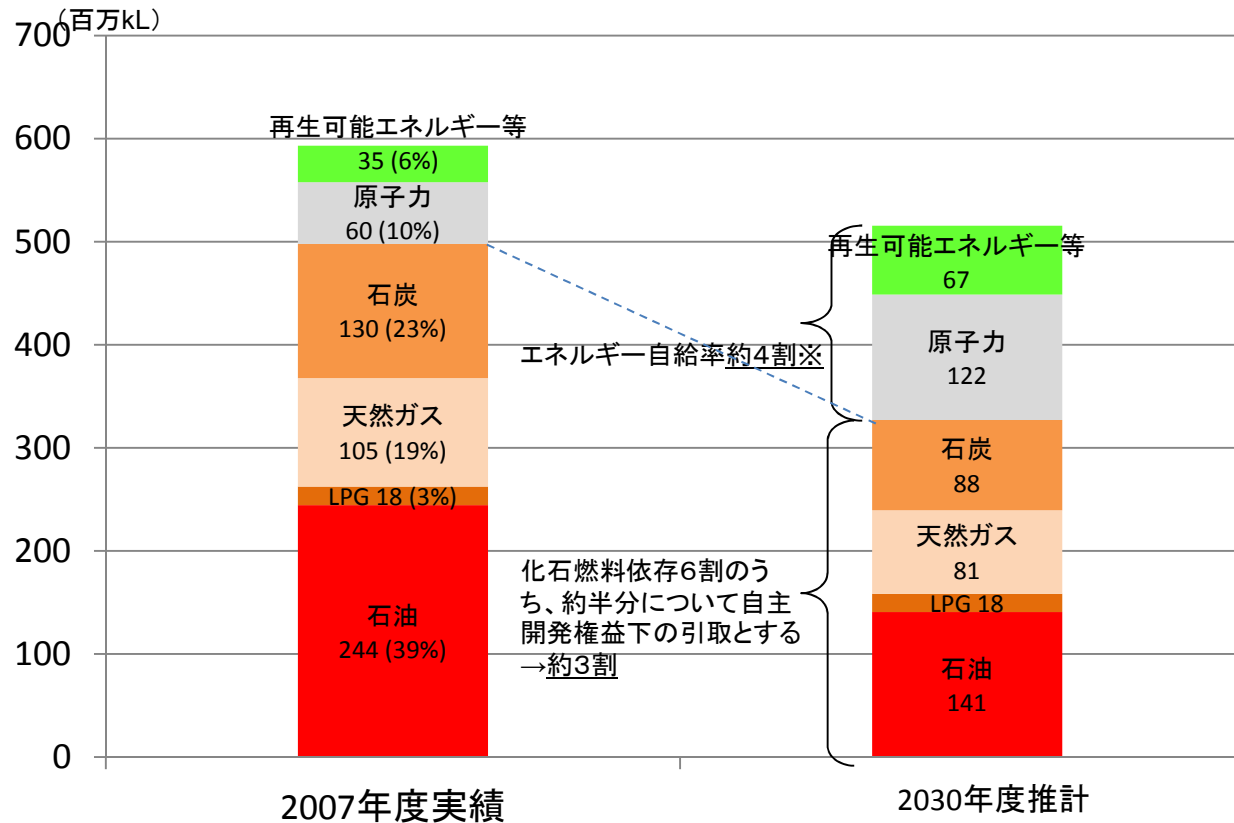 （百万kL）
700
600
500
400
300
200
100
0
再生可能エネルギー等
35 (6%)
原子力
60 (10%)
石炭
130 (23%)
天然ガス
105 (19%)
LPG 18 (3%)
石油
244 (39%)
2007年度実績
エネルギー自給率約４割※
化石燃料依存６割のう
ち、約半分について自主
開発権益下の引取とする
→約３割
再生可能エネルギー等
67
原子力
122
石炭
88
天然ガス
81
LPG 18
石油
141
2030年度推計